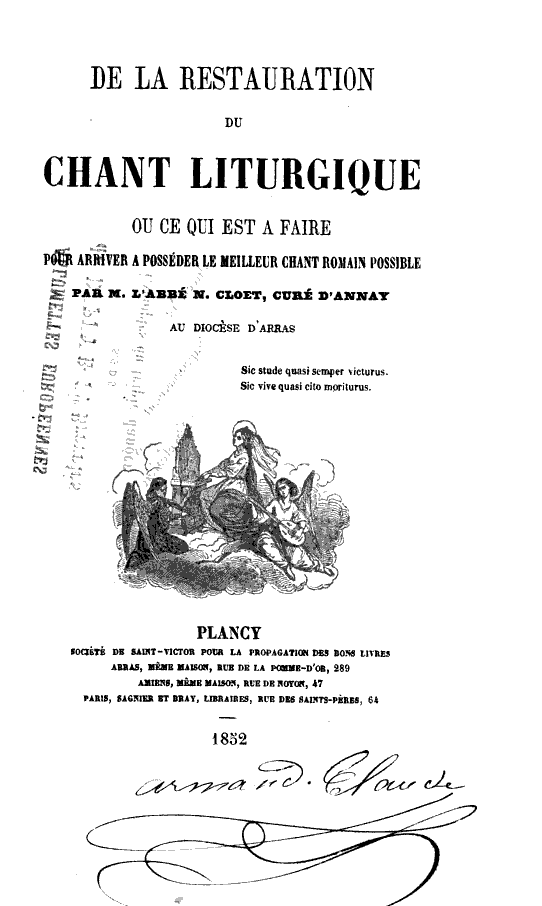 DE LA RESTAURATION
DU
CHANT LITURGIQUE
OU CE QUI EST A FAIRE
POUR ARRIVER A POSSÉDER LE MEILLEUR CHANT ROMAIN POSSIBLE
PAR M. L'ABBÉ N. CLOET, CURÉ D'ANNAY
AU DIOCÈSE D'ARRAS
Sic stude quasi semper victurus.
Sic vive quasi cito moriturus.
PLANCY
SOCIÉTÉ DE SAINT-VICTOR POUR LA PROPAGATION DES BONS LIVRES
ARRAS, MÊME MAISON, RUE DE LA POMME-D'OR, 289
AMIENS, MÊME MAISON, RUE DE NOYON, 47
PARIS, SAGNIER ET BRAY, LIBRAIRES, RUE DES SAINTS-PÈRES, 64
1852
armand. Claude
EUROPÉENNES